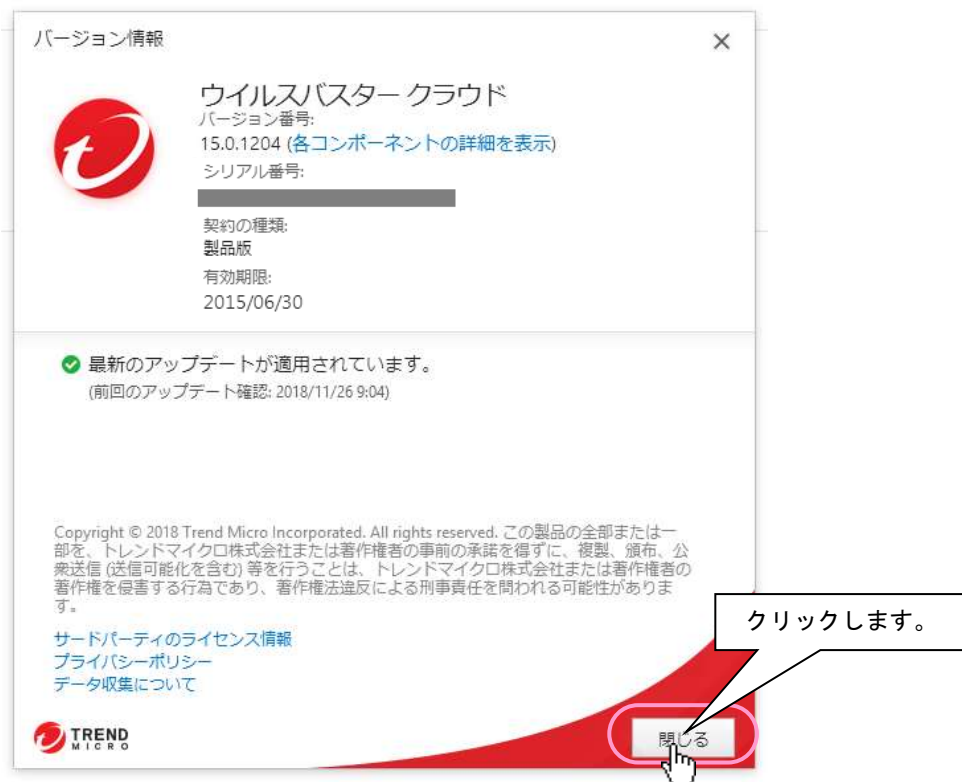 バージョン情報
ウイルスバスター クラウド
バージョン番号:
15.0.1204 (各コンポーネントの詳細を表示)
シリアル番号:
契約の種類:
製品版
有効期限:
2015/06/30
最新のアップデートが適用されています。
(前回のアップデート確認: 2018/11/26 9:04)
Copyright © 2018 Trend Micro Incorporated. All rights reserved. この製品の全部または一
部を、トレンドマイクロ株式会社または著作権者の事前の承諾を得ずに、複製、頒布、公
衆送信 (送信可能化を含む) 等を行うことは、トレンドマイクロ株式会社または著作権者の
著作権を侵害する行為であり、著作権法違反による刑事責任を問われる可能性がありま
す。
クリックします。
サードパーティのライセンス情報
プライバシーポリシー
データ収集について
TREND
MICRO
閉じる